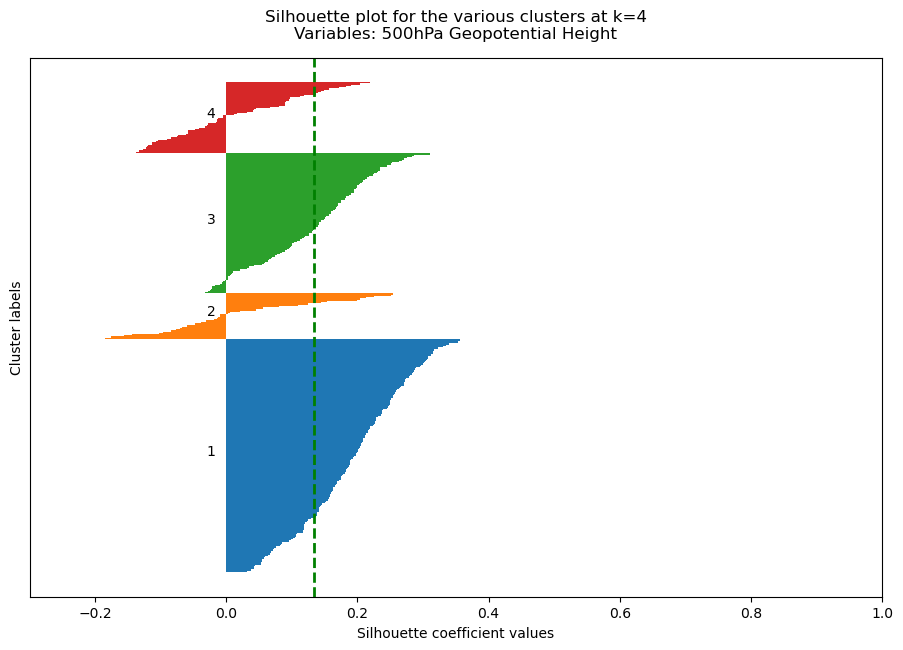 Silhouette plot for the various clusters at k=4
Variables: 500hPa Geopotential Height
Cluster labels
4
3
2
1
−0.2 0.0 0.2 0.4 0.6 0.8 1.0
Silhouette coefficient values